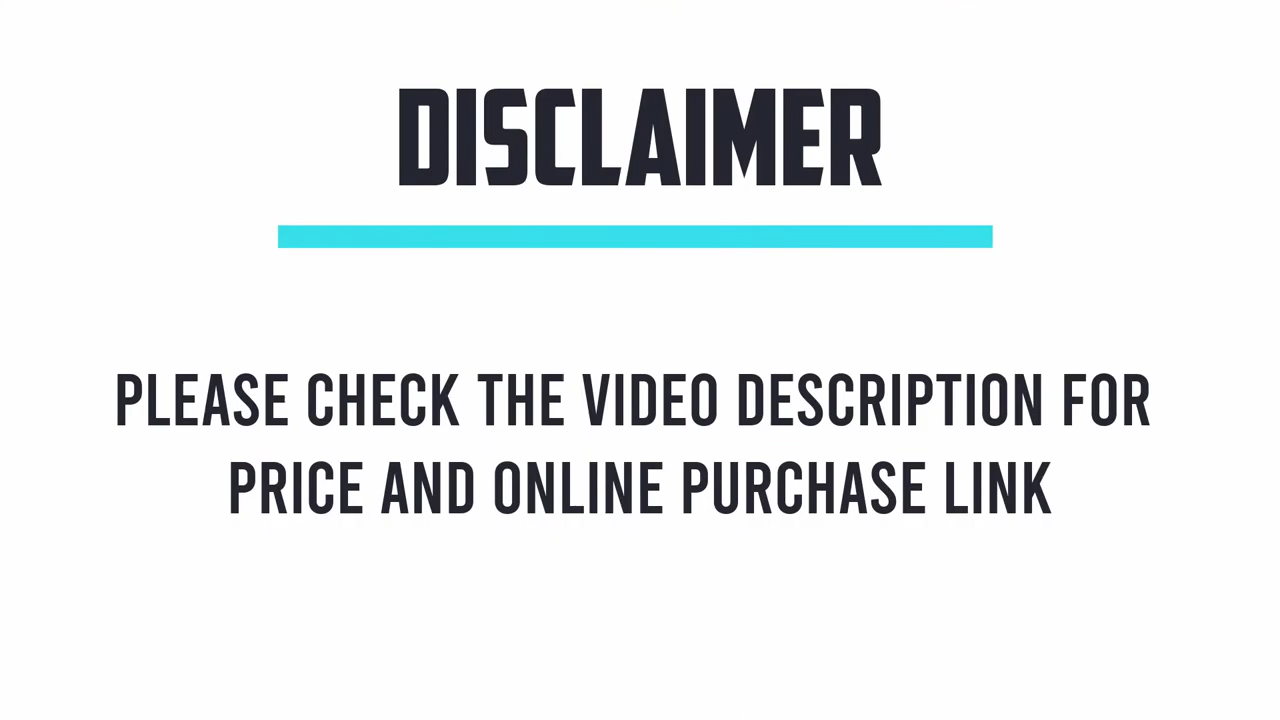 DISCLAIMER
PLEASE CHECK THE VIDEO DESCRIPTION FOR
PRICE AND ONLINE PURCHASE LINK